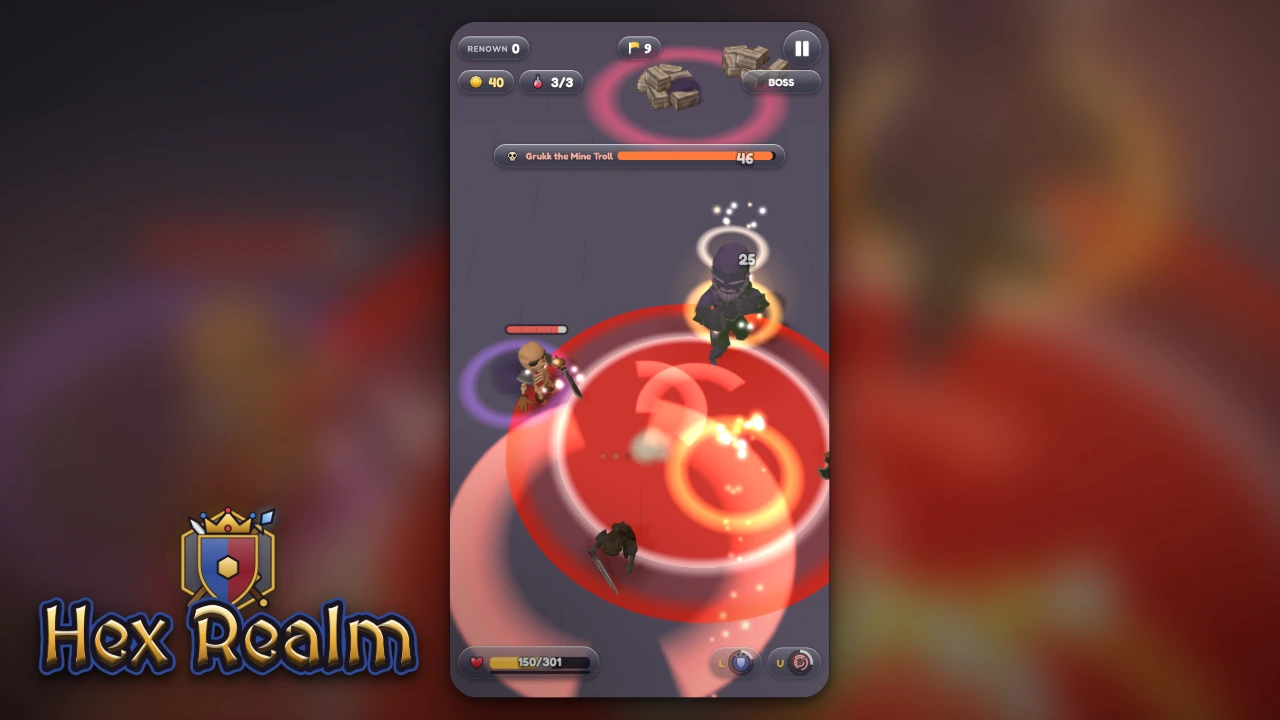 RENOWN 0
9
40
3/3
BOSS
Grukk the Mine Troll
46
25
Hex Realm
150/301
L
U